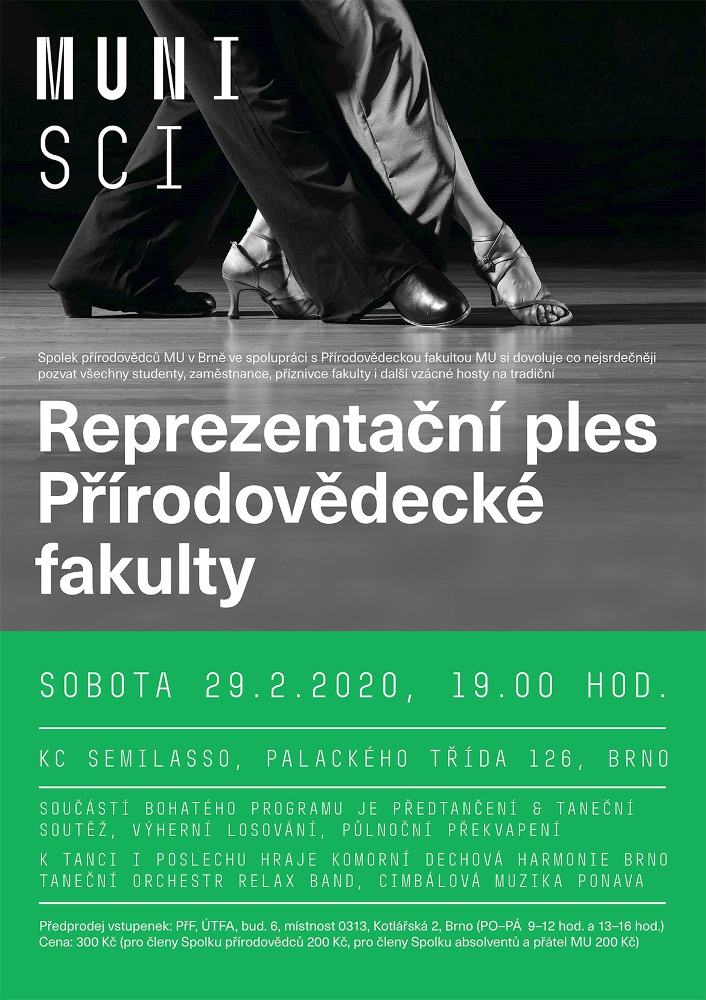 MUNI
SCI
Spolek přírodovědců MU v Brně ve spolupráci s Přírodovědeckou fakultou MU si dovoluje co nejsrdečněji
pozvat všechny studenty, zaměstnance, příznivce fakulty i další vzácné hosty na tradiční
Reprezentační ples
Přírodovědecké
fakulty
SOBOTA 29.2.2020, 19.00 HOD.
KC SEMILASSO, PALACKÉHO TŘÍDA 126, BRNO
SOUČÁSTÍ BOHATÉHO PROGRAMU JE PŘEDTANČENÍ & TANEČNÍ
SOUTĚŽ, VÝHERNÍ LOSOVÁNÍ, PŮLNOČNÍ PŘEKVAPENÍ
K TANCI I POSLECHU HRAJE KOMORNÍ DECHOVÁ HARMONIE BRNO
TANEČNÍ ORCHESTR RELAX BAND, CIMBÁLOVÁ MUZIKA PONAVA
Předprodej vstupenek: PřF, ÚTFA, bud. 6, místnost 0313, Kotlářská 2, Brno (PO–PÁ 9–12 hod. a 13–16 hod.)
Cena: 300 Kč (pro členy Spolku přírodovědců 200 Kč, pro členy Spolku absolventů a přátel MU 200 Kč)